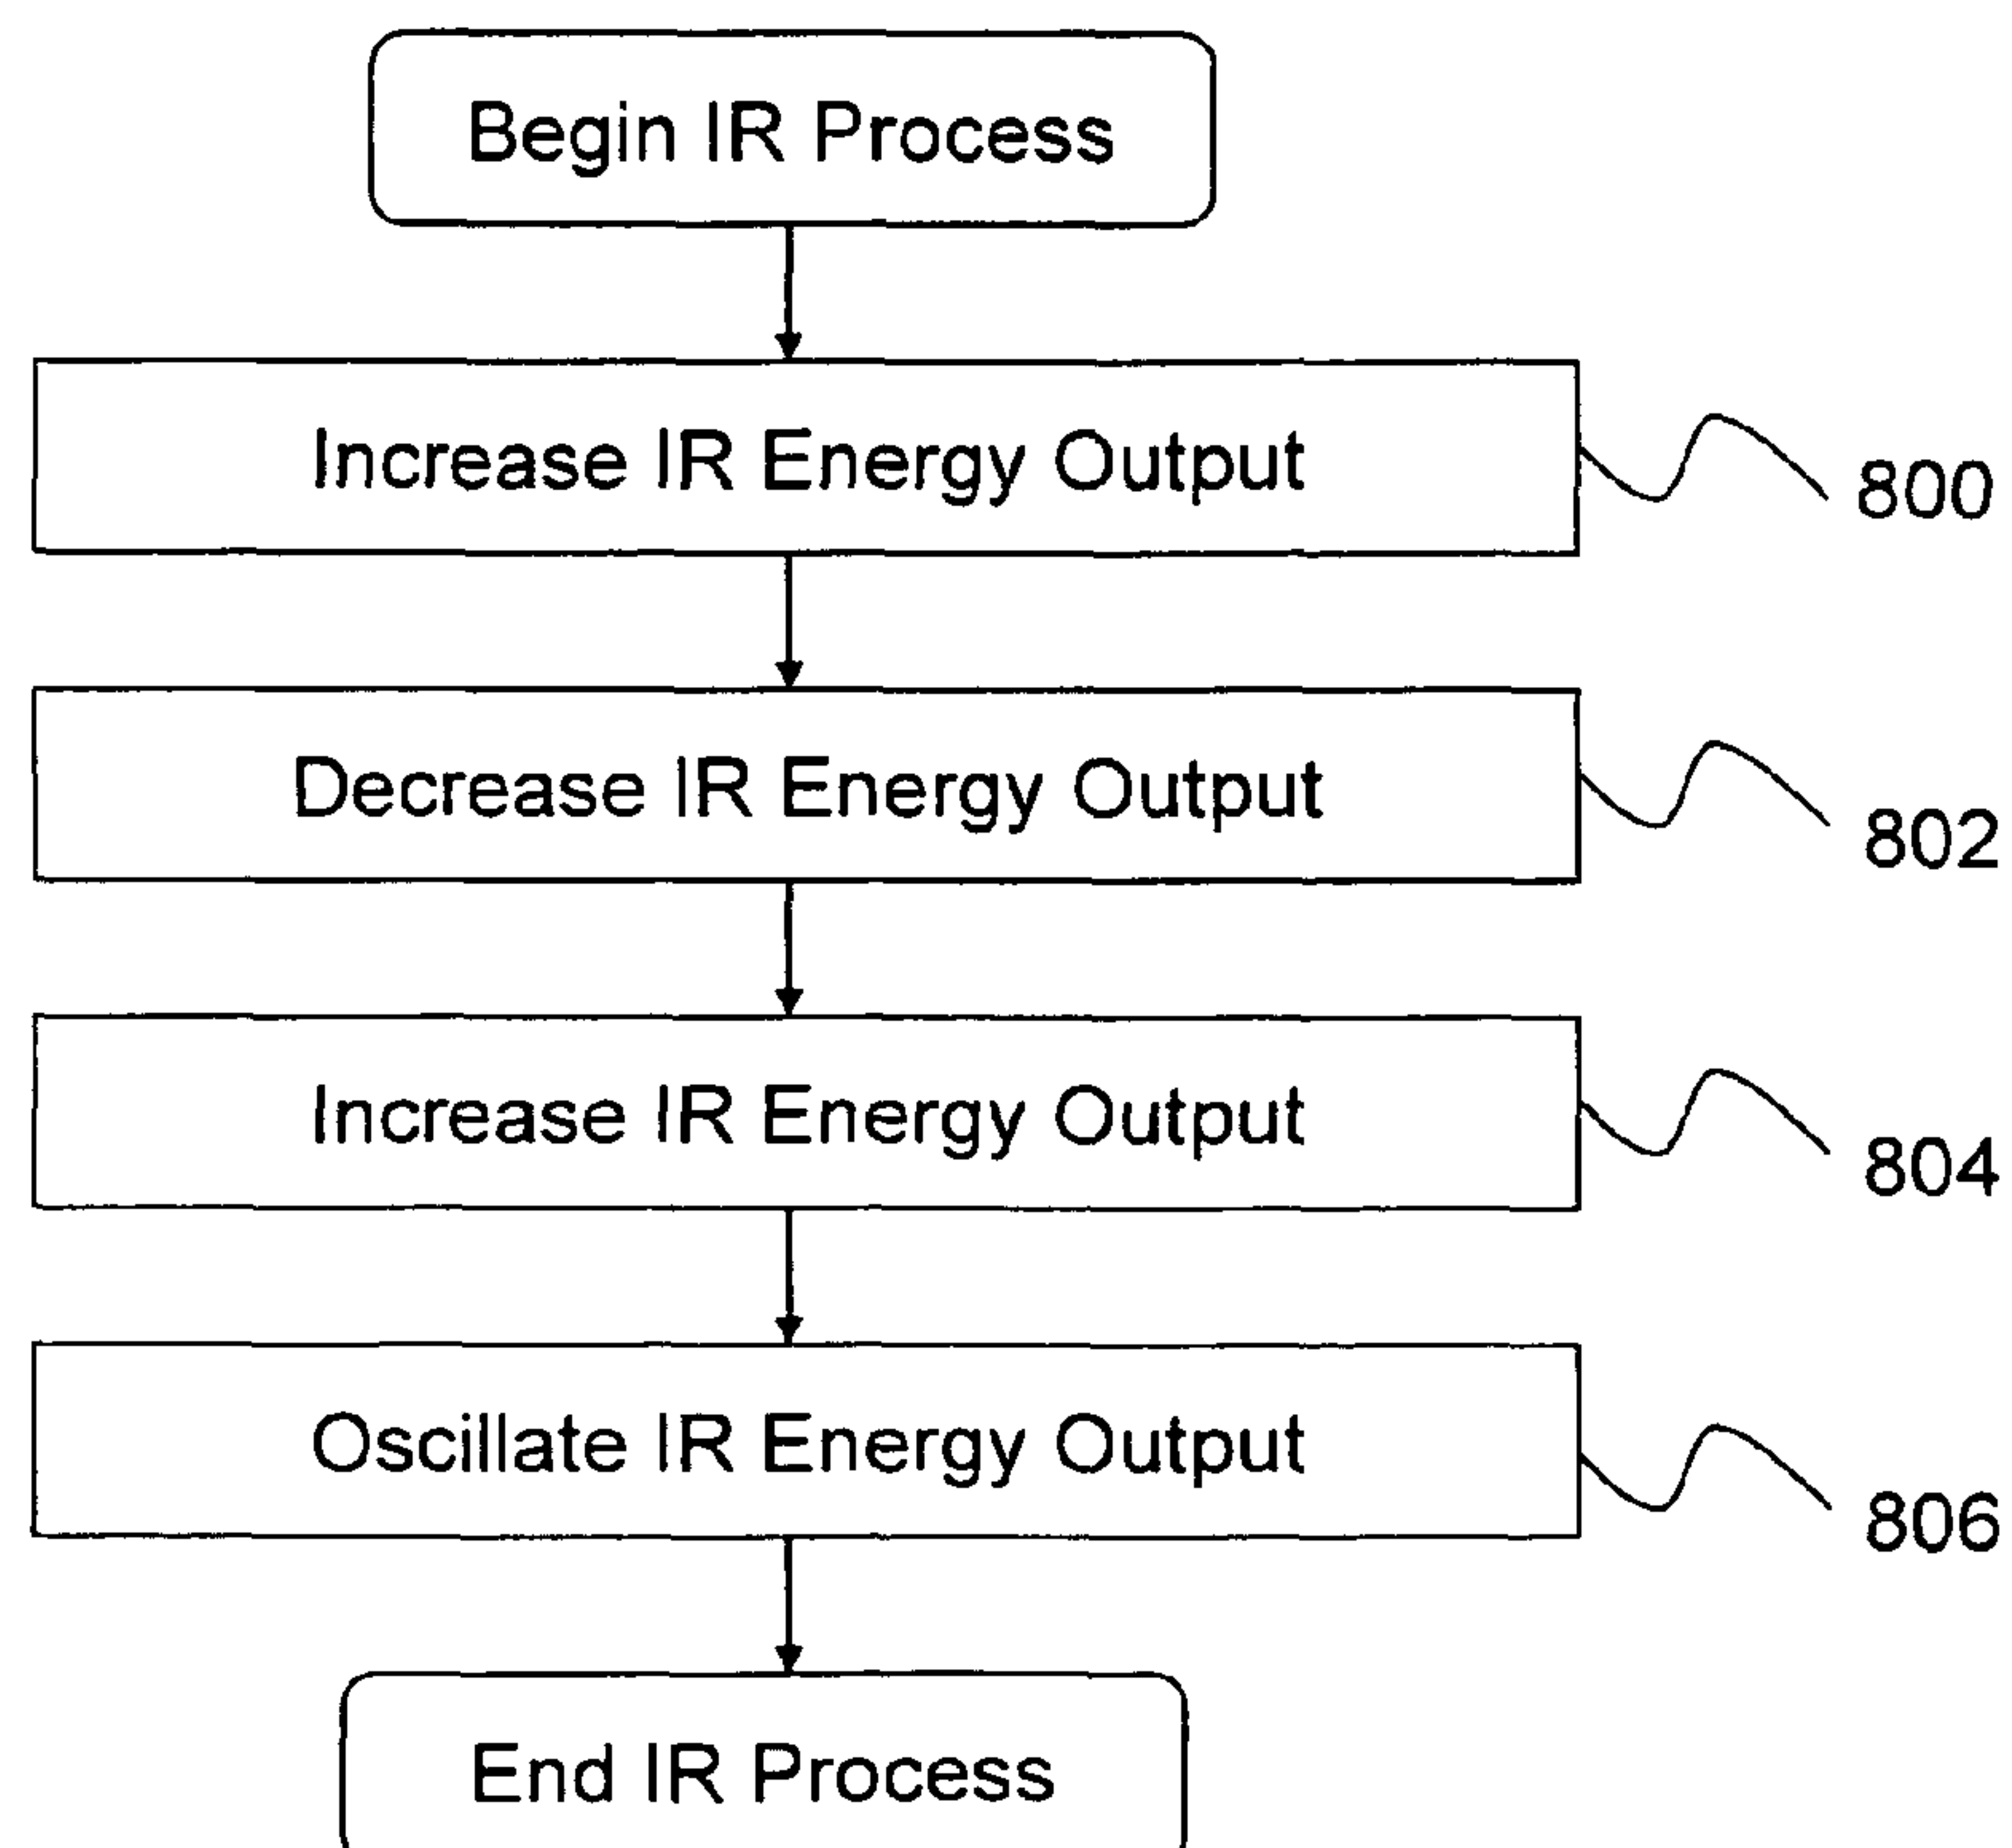 Begin IR Process
Increase IR Energy Output
800
Decrease IR Energy Output
802
Increase IR Energy Output
804
Oscillate IR Energy Output
806
End IR Process